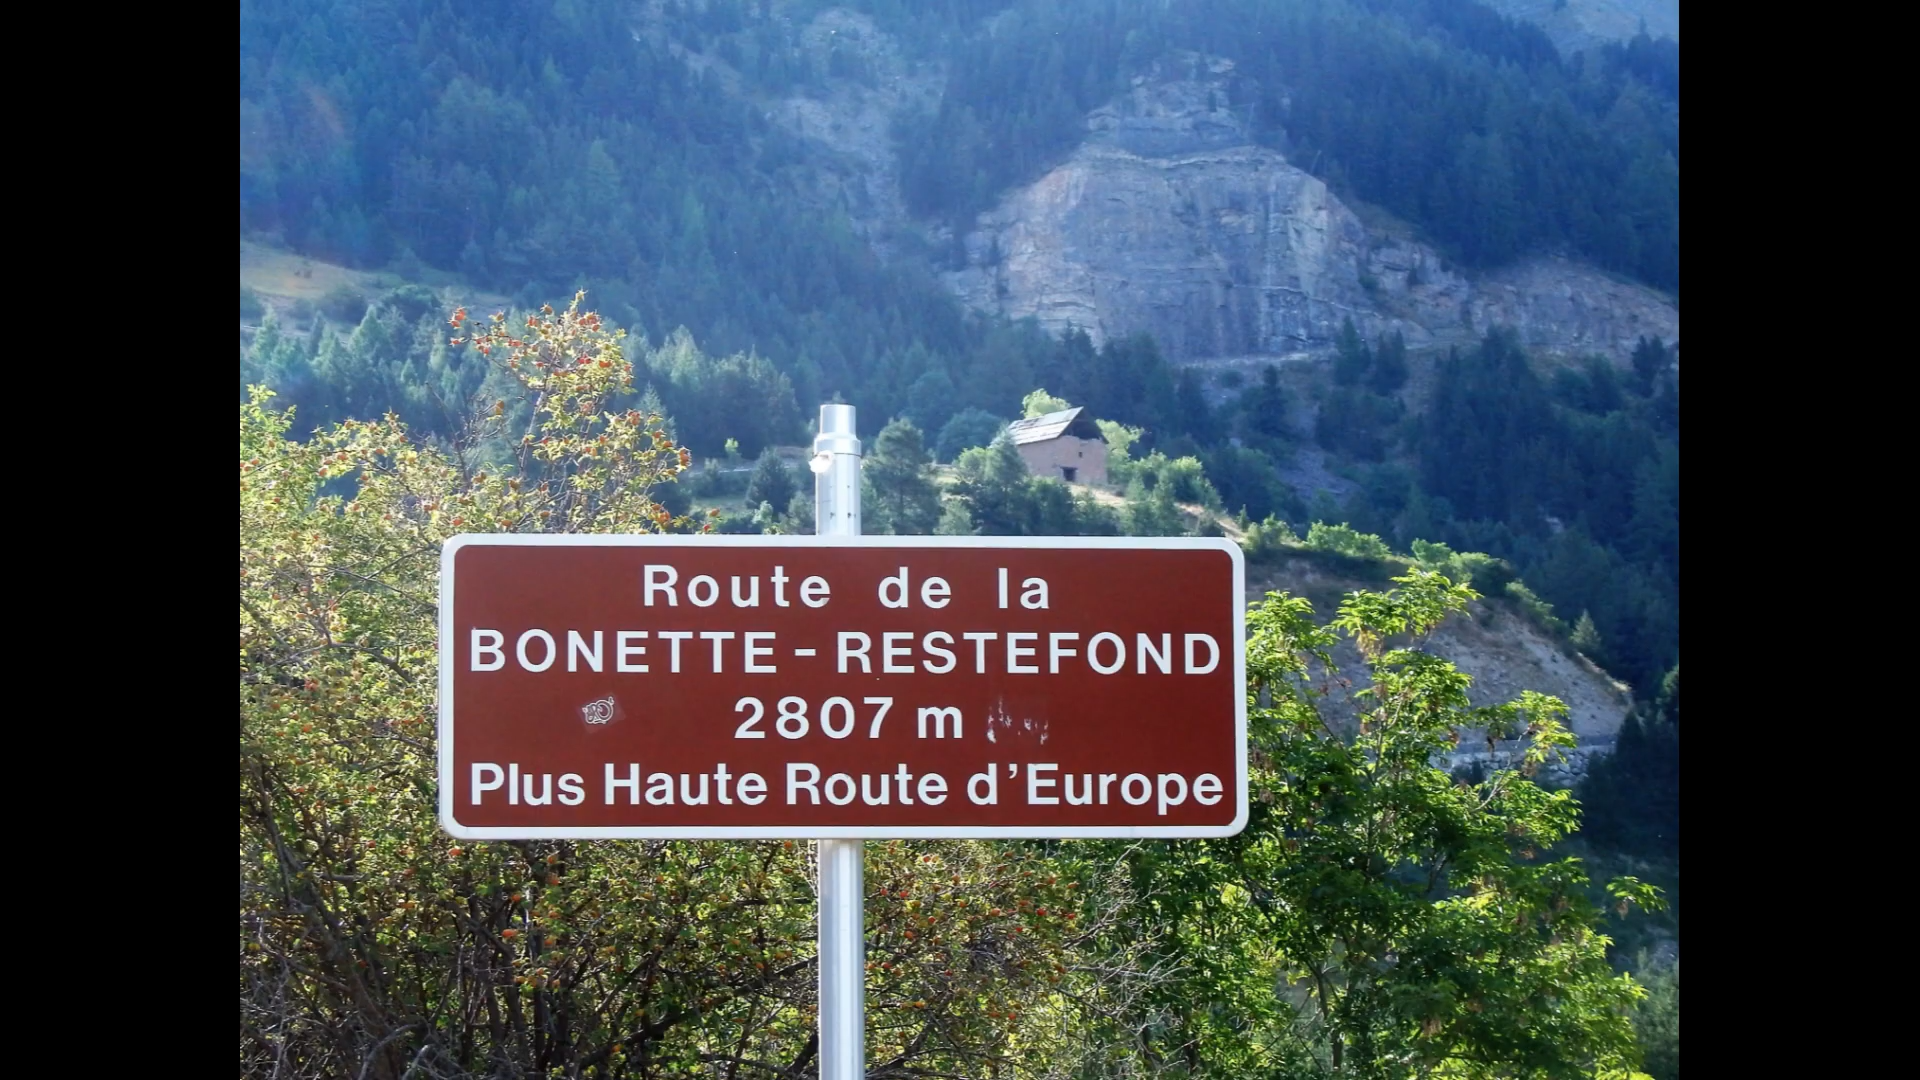 Route de la
BONETTE - RESTEFOND
2807 m
Plus Haute Route d'Europe